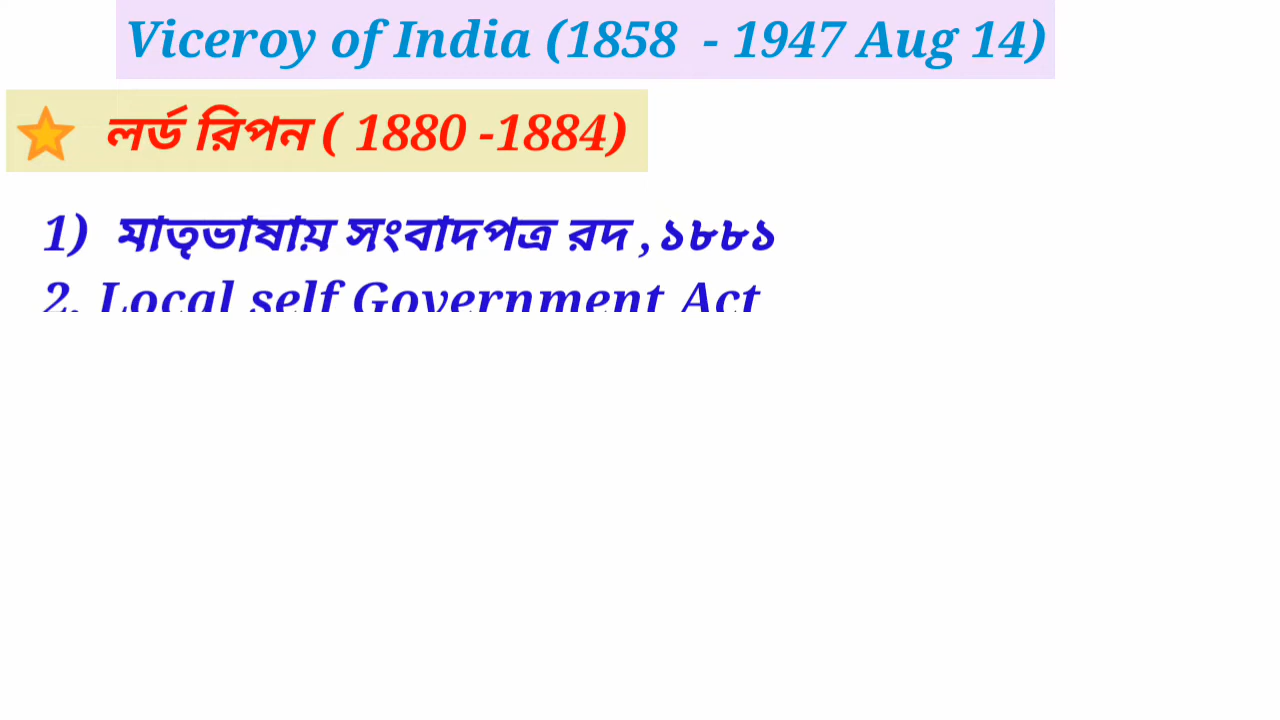 Viceroy of India (1858 - 1947 Aug 14)
লর্ড রিপন ( 1880 -1884)
1) মাতৃভাষায় সংবাদপত্র রদ ,১৮৮১
2. Local self Government Act